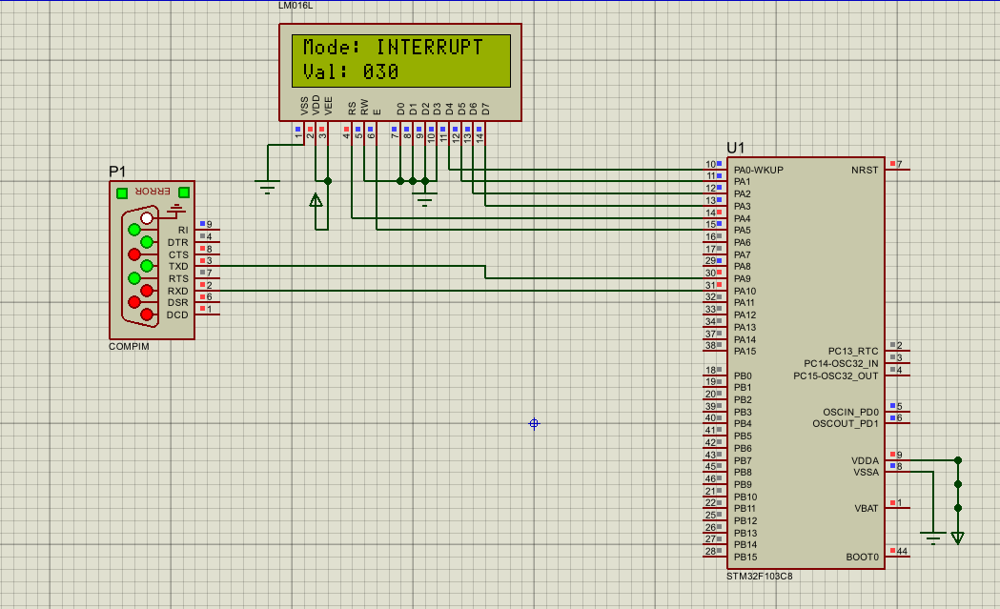 LM016L
Mode: INTERRUPT
Val: 030
VSS VDD VEE RS RW E D0 D1 D2 D3 D4 D5 D6 D7
1 2 3 4 5 6 7 8 9 10 11 12 13 14
P1
ERROR
RI 9
DTR 4
CTS 8
TXD 3
RTS 7
RXD 2
DSR 6
DCD 1
COMPIM
U1
10 PA0-WKUP NRST 7
11 PA1
12 PA2
13 PA3
14 PA4
15 PA5
16 PA6
17 PA7
29 PA8
30 PA9
31 PA10
32 PA11
33 PA12
34 PA13
37 PA14
38 PA15
PC13_RTC 2
PC14-OSC32_IN 3
PC15-OSC32_OUT 4
18 PB0
19 PB1
20 PB2
39 PB3
40 PB4
41 PB5
42 PB6
43 PB7
45 PB8
46 PB9
21 PB10
22 PB11
25 PB12
26 PB13
27 PB14
28 PB15
OSCIN_PD0 5
OSCOUT_PD1 6
VDDA 9
VSSA 8
VBAT 1
BOOT0 44
STM32F103C8